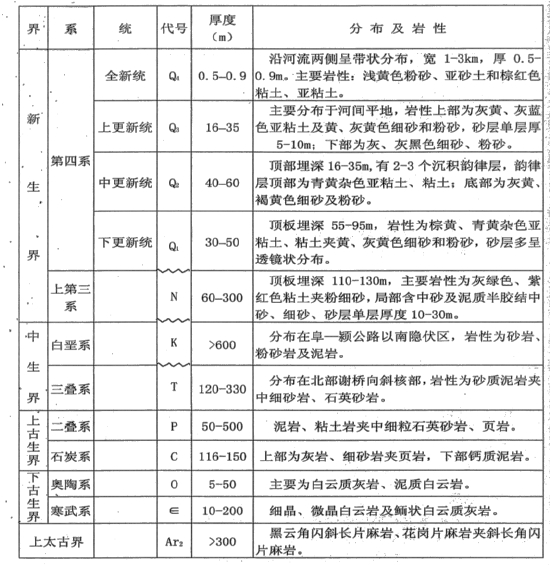 界 系 统 代号 厚度（m） 分布及岩性
新生界 第四系 全新统 Q₄ 0.5-0.9 沿河流两侧呈带状分布，宽 1-3km，厚 0.5-
0.9m。主要岩性：浅黄色粉砂、亚砂土和棕红色
粘土、亚粘土。
上更新统 Q₃ 16-35 主要分布于河间平地，岩性上部为灰黄、灰蓝
色亚粘土及黄、灰黄色细砂和粉砂，砂层单层厚
5-10m；下部为灰、灰黑色细砂、粉砂。
中更新统 Q₂ 40-60 顶部埋深 16-35m,有 2-3 个沉积韵律层，韵律
层顶部为青黄杂色亚粘土、粘土；底部为灰黄、
褐黄色细砂及粉砂。
下更新统 Q₁ 30-50 顶板埋深 55-95m，岩性为棕黄、青黄杂色亚
粘土、粘土夹黄、灰黄色细砂和粉砂，砂层多呈
透镜状分布。
上第三系 N 60-300 顶板埋深 110-130m，主要岩性为灰绿色、紫
红色粘土夹粉细砂，局部含中砂及泥质半胶结中
砂、细砂、砂层单层厚度 10-30m。
中生界 白垩系 K >600 分布在阜—颍公路以南隐伏区，岩性为砂岩、
粉砂岩及泥岩。
三叠系 T 120-330 分布在北部谢桥向斜核部，岩性为砂质泥岩夹
中细砂岩、石英砂岩。
上古生界 二叠系 P 50-500 泥岩、粘土岩夹中细粒石英砂岩、页岩。
石炭系 C 116-150 上部为灰岩、细砂岩夹页岩，下部钙质泥岩。
下古生界 奥陶系 O 5-50 主要为白云质灰岩、泥质白云岩。
寒武系 ∈ 10-200 细晶、微晶白云岩及鲕状白云质灰岩。
上太古界 Ar₂ >300 黑云角闪斜长片麻岩、花岗片麻岩夹斜长角闪
片麻岩。